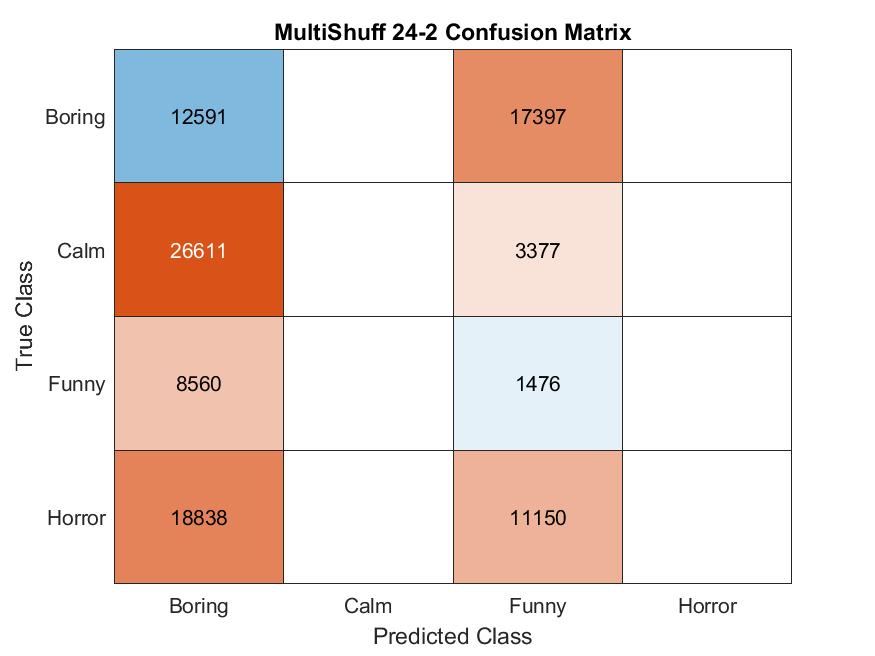 MultiShuff 24-2 Confusion Matrix
True Class
Boring 12591 17397
Calm 26611 3377
Funny 8560 1476
Horror 18838 11150
Boring Calm Funny Horror
Predicted Class